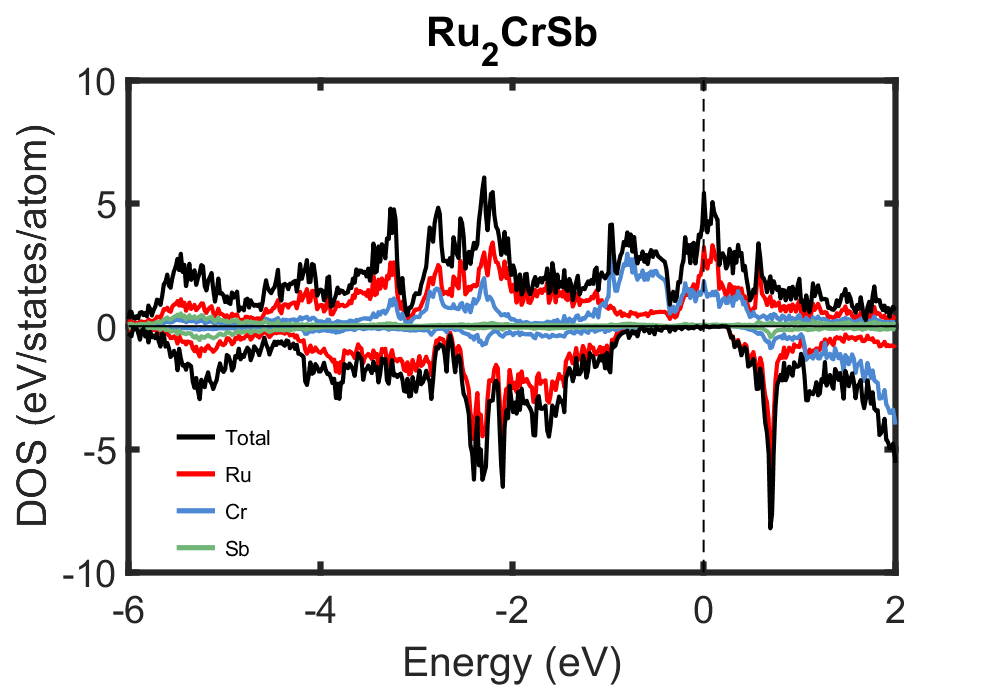 Ru₂CrSb
10
5
0
-5
-10
DOS (eV/states/atom)
Total
Ru
Cr
Sb
-6 -4 -2 0 2
Energy (eV)